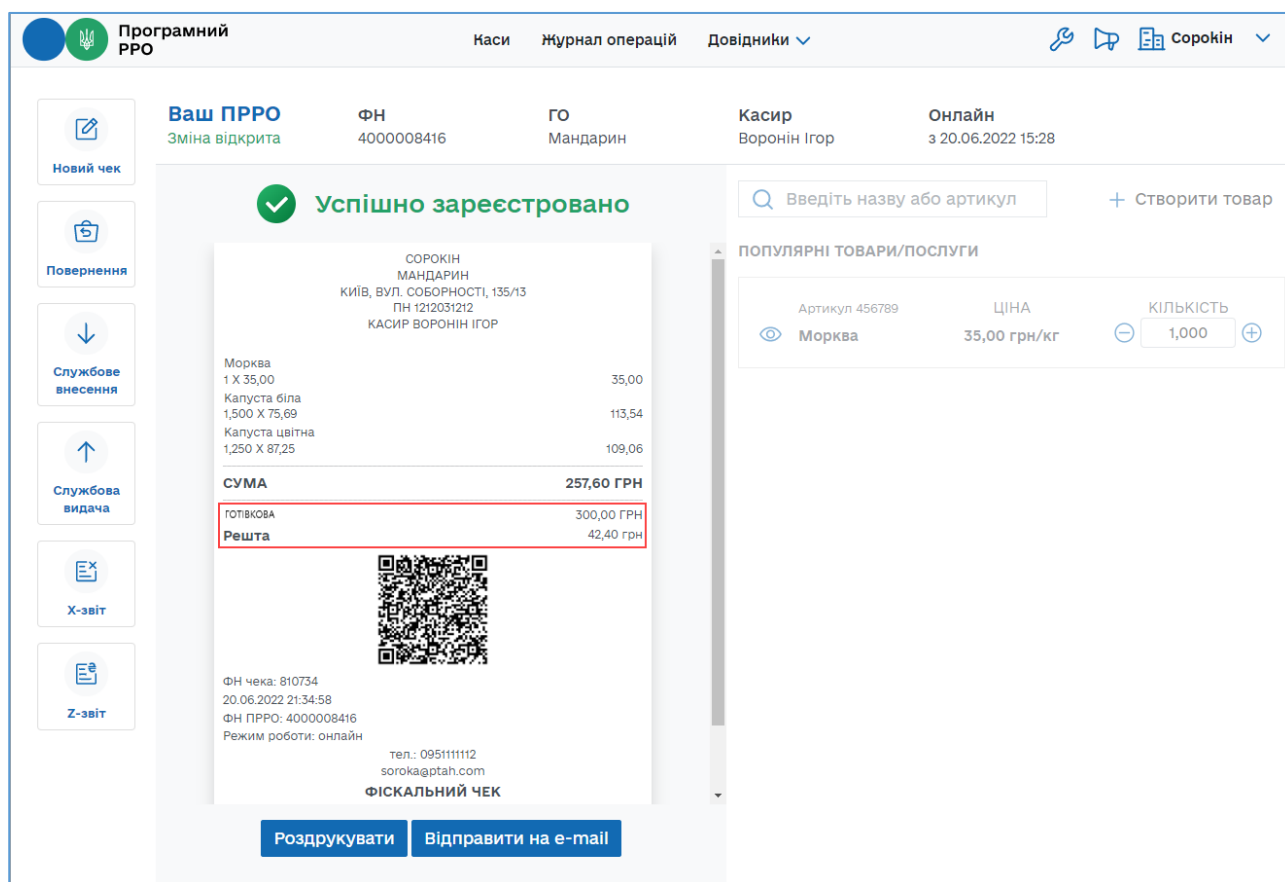 Програмний
РРО
Каси Журнал операцій Довідники
Сорокін
Новий чек
Повернення
Службове
внесення
Службова
видача
X-звіт
Z-звіт
Ваш ПРРО ФН ГО Касир Онлайн
Зміна відкрита 4000008416 Мандарин Воронін Ігор з 20.06.2022 15:28
Успішно зареєстровано
СОРОКІН
МАНДАРИН
КИЇВ, ВУЛ. СОБОРНОСТІ, 135/13
ПН 1212031212
КАСИР ВОРОНІН ІГОР
Морква
1 X 35,00 35,00
Капуста біла
1,500 X 75,69 113,54
Капуста цвітна
1,250 X 87,25 109,06
СУМА 257,60 ГРН
ГОТІВКОВА 300,00 ГРН
Решта 42,40 грн
ФН чека: 810734
20.06.2022 21:34:58
ФН ПРРО: 4000008416
Режим роботи: онлайн
тел.: 0951111112
soroka@ptah.com
ФІСКАЛЬНИЙ ЧЕК
Роздрукувати Відправити на e-mail
Введіть назву або артикул + Створити товар
ПОПУЛЯРНІ ТОВАРИ/ПОСЛУГИ
Артикул 456789 ЦІНА КІЛЬКІСТЬ
Морква 35,00 грн/кг 1,000